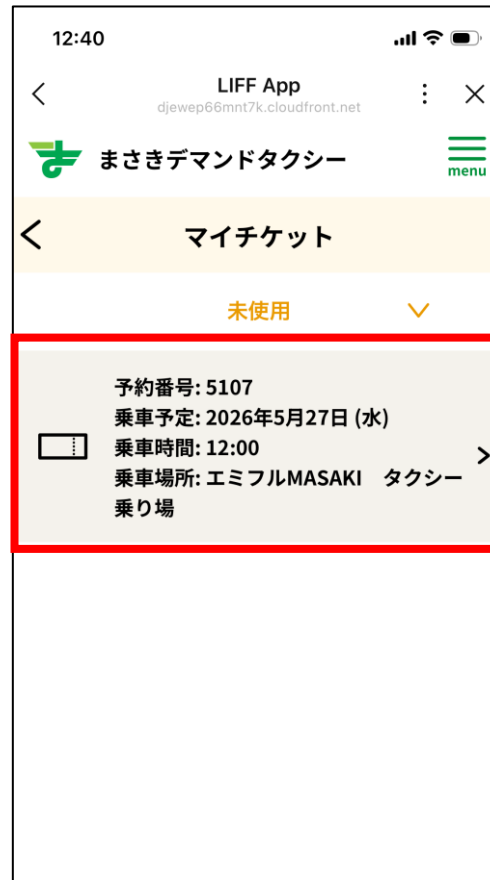 12:40
LIFF App
djewep66mnt7k.cloudfront.net
まさきデマンドタクシー
menu
マイチケット
未使用
予約番号: 5107
乗車予定: 2026年5月27日 (水)
乗車時間: 12:00
乗車場所: エミフルMASAKI　タクシー
乗り場